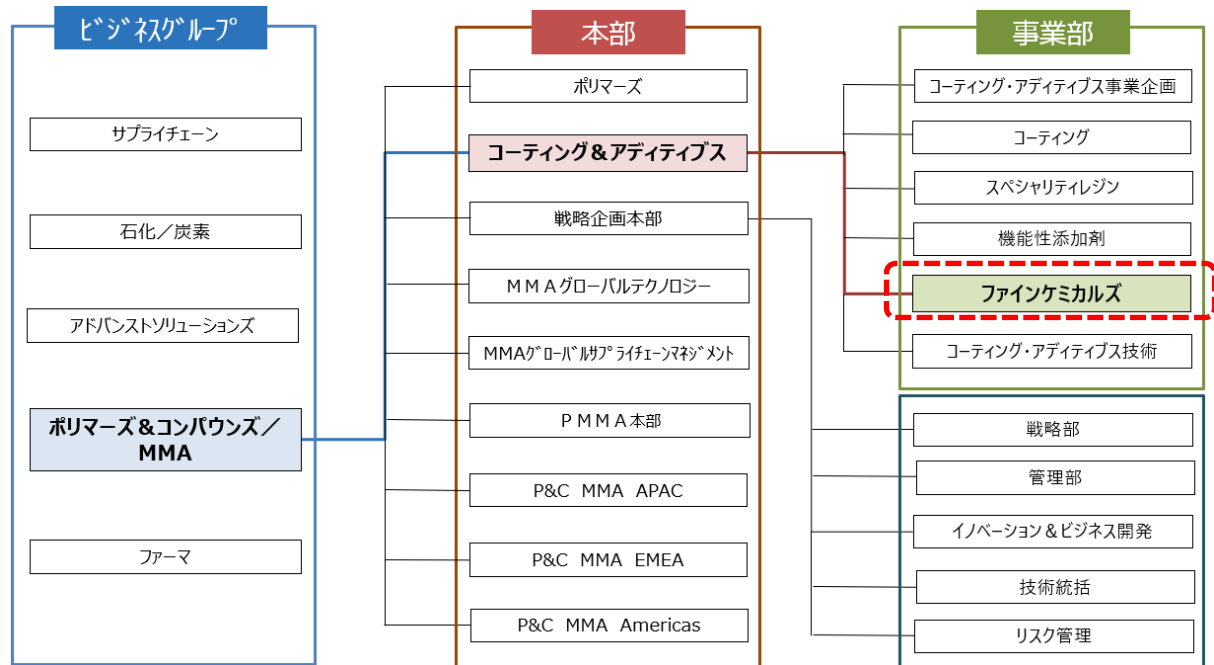 ﾋﾞｼﾞﾈｽｸﾞﾙｰﾌﾟ
サプライチェーン
石化／炭素
アドバンストソリューションズ
ポリマーズ＆コンパウンズ／
MMA
ファーマ
本部
ポリマーズ
コーティング＆アディティブス
戦略企画本部
ＭＭＡグローバルテクノロジー
MMAｸﾞﾛｰﾊﾞﾙｻﾌﾟﾗｲﾁｪｰﾝﾏﾈｼﾞﾒﾝﾄ
ＰＭＭＡ本部
P&C MMA APAC
P&C MMA EMEA
P&C MMA Americas
事業部
コーティング・アディティブス事業企画
コーティング
スペシャリティレジン
機能性添加剤
ファインケミカルズ
コーティング・アディティブス技術
戦略部
管理部
イノベーション＆ビジネス開発
技術統括
リスク管理